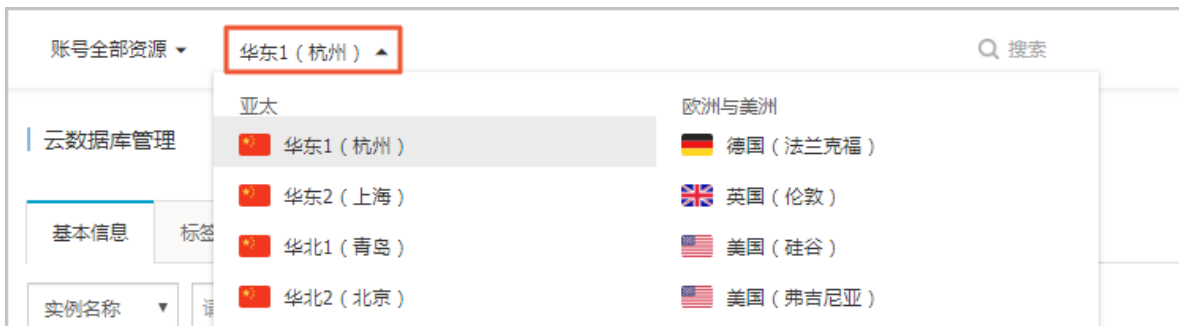 账号全部资源
华东1（杭州）
搜索
云数据库管理
基本信息
标签
实例名称
亚太
华东1（杭州）
华东2（上海）
华北1（青岛）
华北2（北京）
欧洲与美洲
德国（法兰克福）
英国（伦敦）
美国（硅谷）
美国（弗吉尼亚）